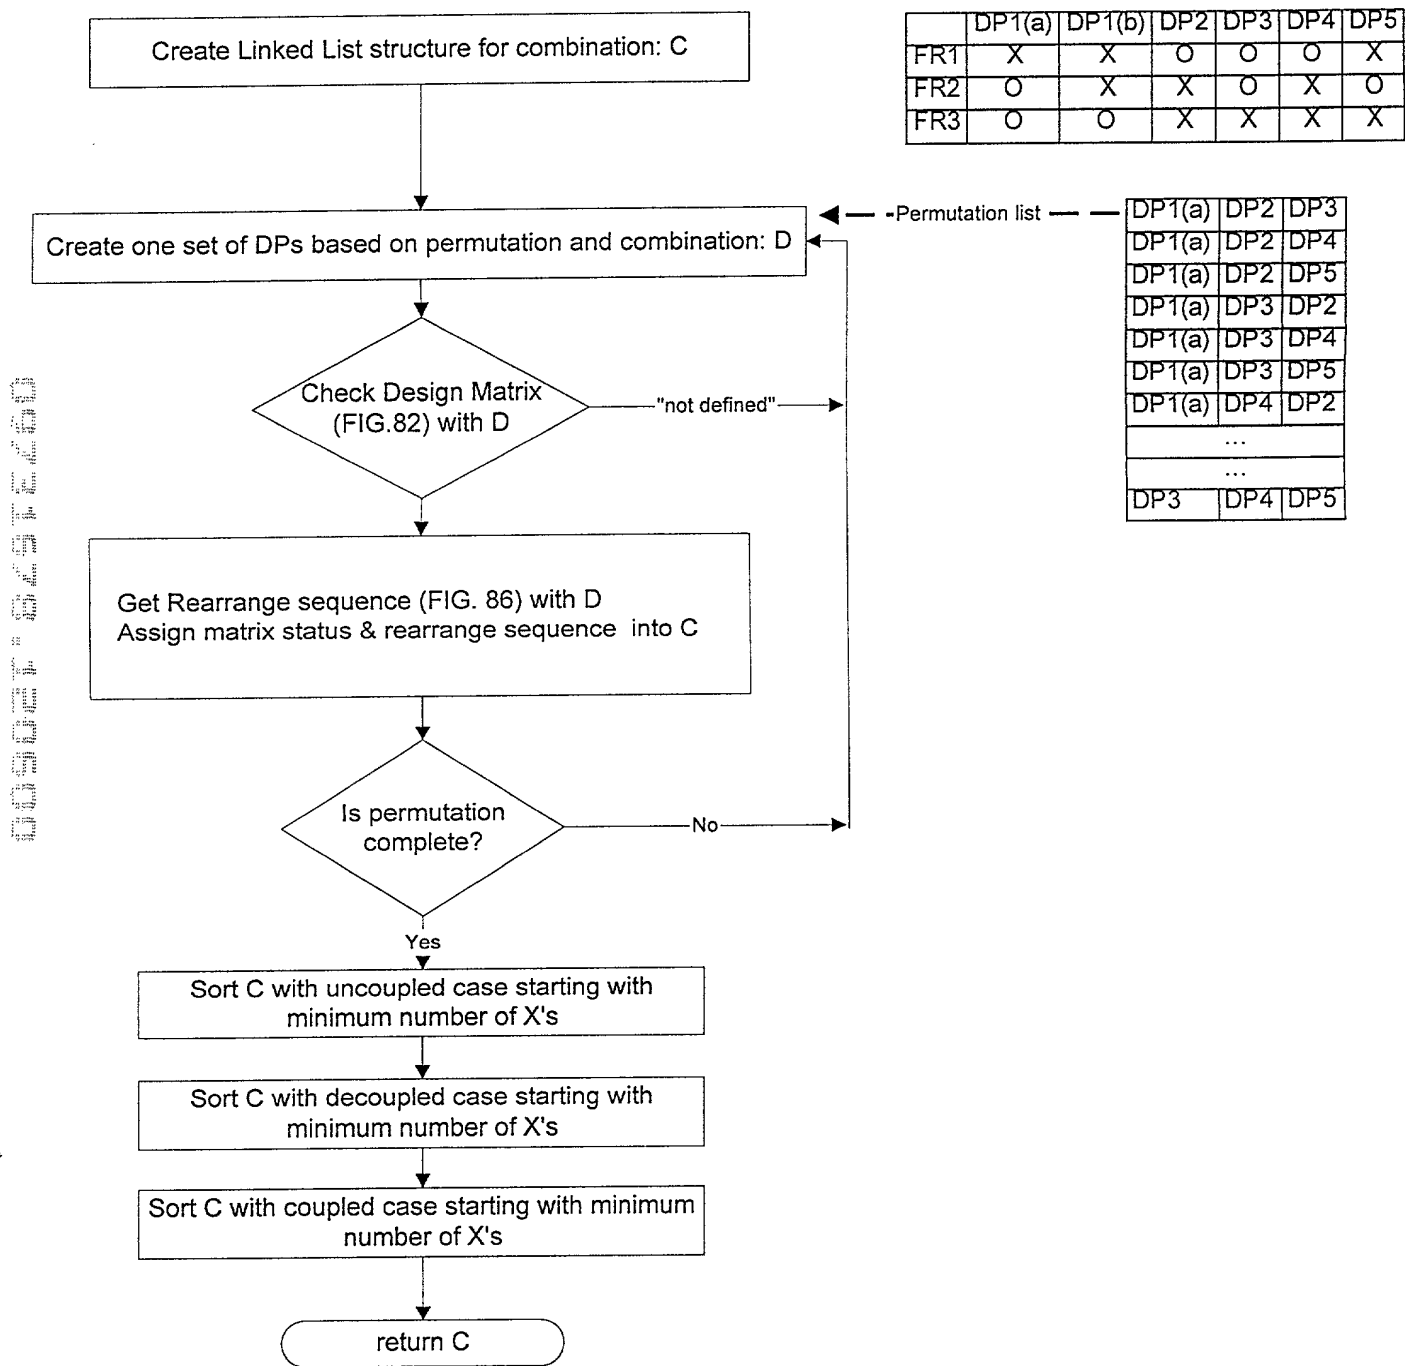 Create Linked List structure for combination: C
DP1(a) DP1(b) DP2 DP3 DP4 DP5
FR1 X X O O O X
FR2 O X X O X O
FR3 O O X X X X
Create one set of DPs based on permutation and combination: D
Permutation list
DP1(a) DP2 DP3
DP1(a) DP2 DP4
DP1(a) DP2 DP5
DP1(a) DP3 DP2
DP1(a) DP3 DP4
DP1(a) DP3 DP5
DP1(a) DP4 DP2
...
...
DP3 DP4 DP5
Check Design Matrix
(FIG.82) with D
"not defined"
Get Rearrange sequence (FIG. 86) with D
Assign matrix status & rearrange sequence into C
Is permutation
complete?
No
Yes
Sort C with uncoupled case starting with
minimum number of X's
Sort C with decoupled case starting with
minimum number of X's
Sort C with coupled case starting with minimum
number of X's
return C